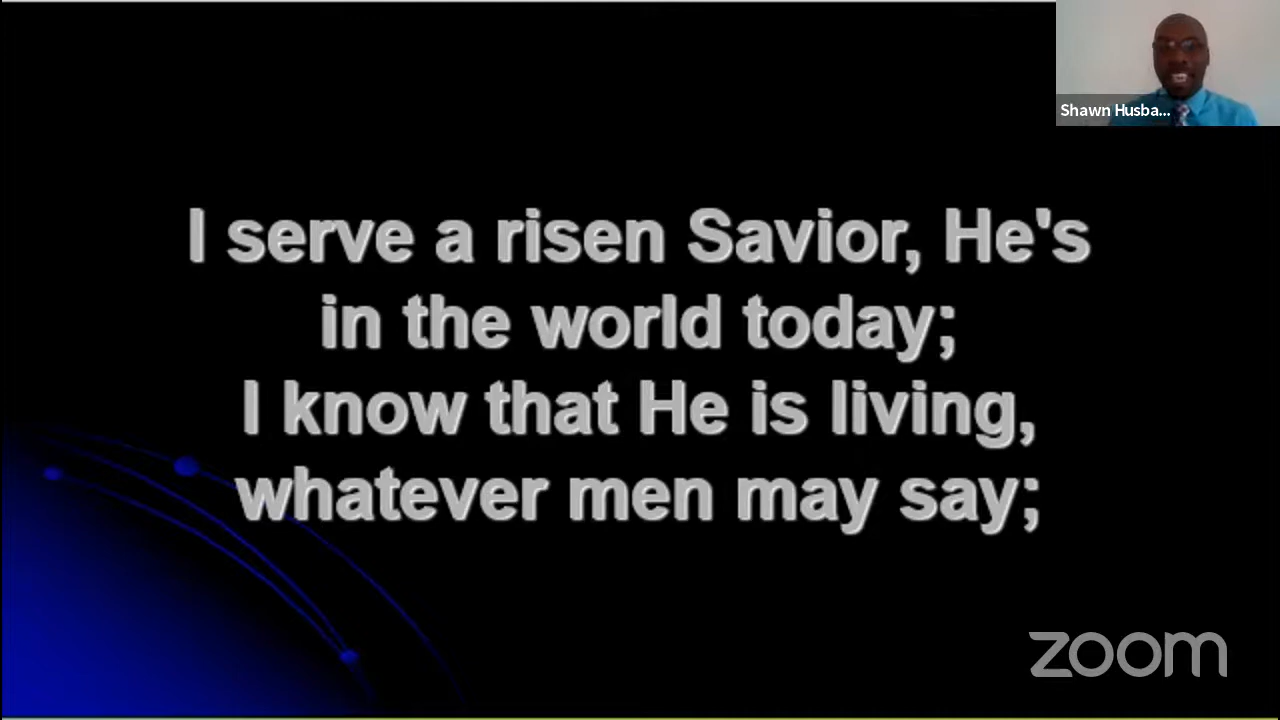 Shawn Husba...
I serve a risen Savior, He's
in the world today;
I know that He is living,
whatever men may say;
zoom